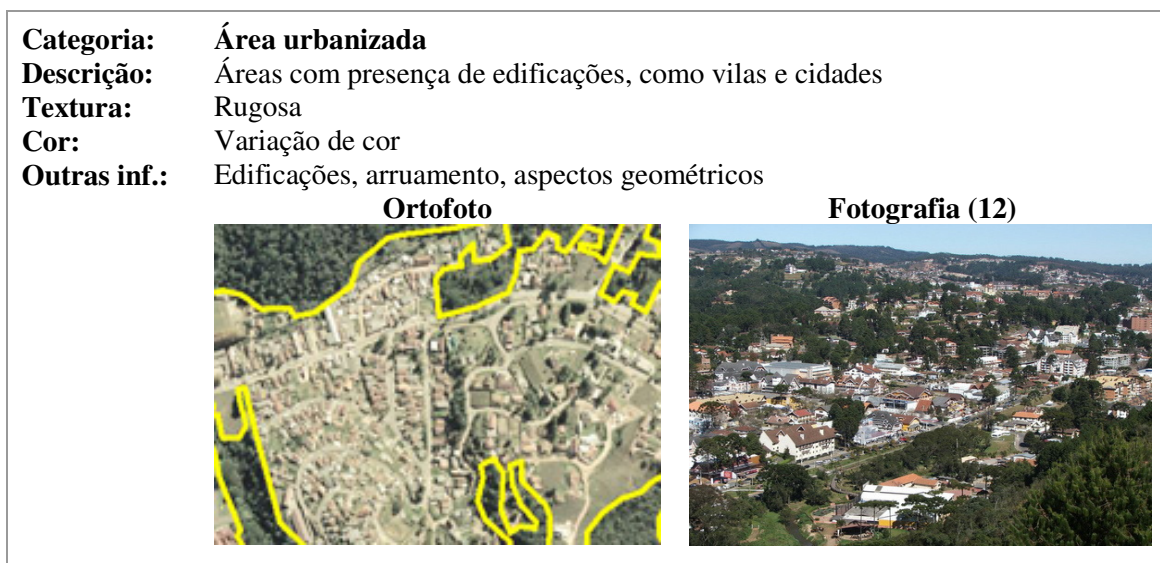 Categoria: Área urbanizada
Descrição: Áreas com presença de edificações, como vilas e cidades
Textura: Rugosa
Cor: Variação de cor
Outras inf.: Edificações, arruamento, aspectos geométricos
Ortofoto Fotografia (12)